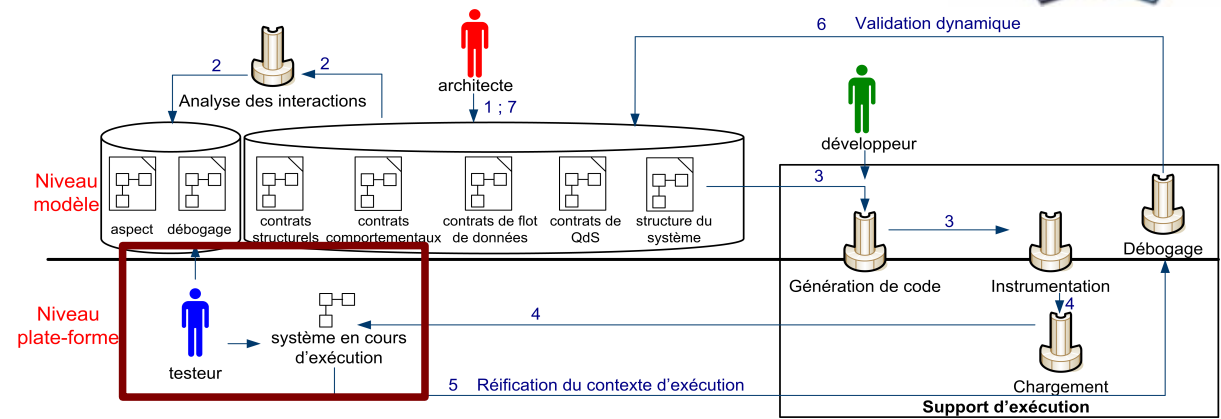 6 Validation dynamique
2
2
architecte
Analyse des interactions
1 ; 7
développeur
Niveau
modèle
3
aspect
débogage
contrats
structurels
contrats
comportementaux
contrats de flot
de données
contrats de
QdS
structure du
système
3
Débogage
Génération de code
Instrumentation
Niveau
plate-forme
4
4
système en cours
d'exécution
testeur
5 Réification du contexte d'exécution
Chargement
Support d'exécution